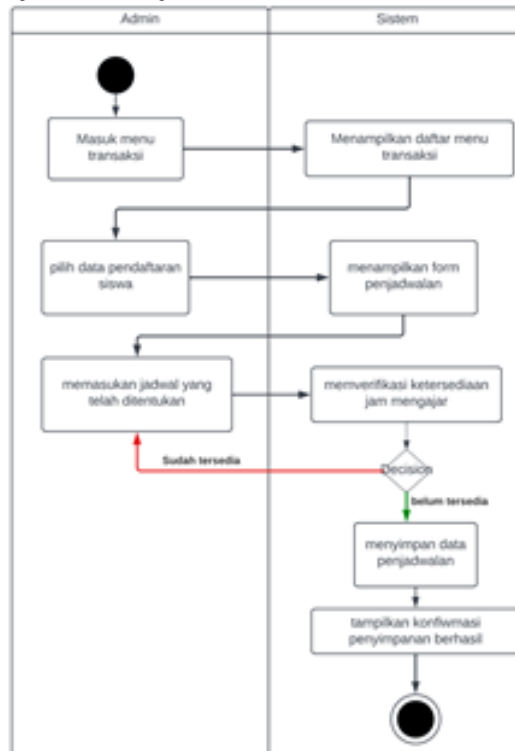 Admin
Sistem
Masuk menu
transaksi
Menampilkan daftar menu
transaksi
pilih data pendaftaran
siswa
menampilkan form
penjadwalan
memasukan jadwal yang
telah ditentukan
memverifikasi ketersediaan
jam mengajar
Sudah tersedia
Decision
belum tersedia
menyimpan data
penjadwalan
tampilkan konfiwmasi
penyimpanan berhasil